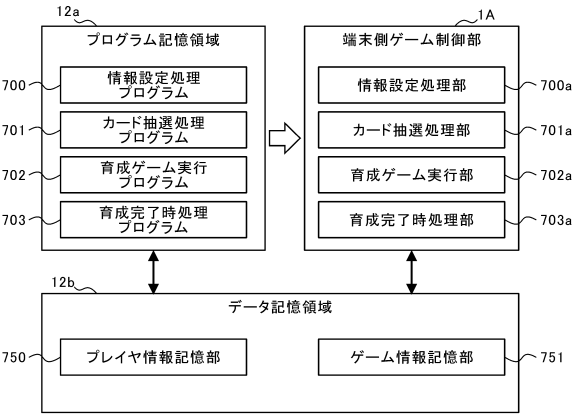 12a
プログラム記憶領域
700
情報設定処理
プログラム
701
カード抽選処理
プログラム
702
育成ゲーム実行
プログラム
703
育成完了時処理
プログラム
1A
端末側ゲーム制御部
情報設定処理部
700a
カード抽選処理部
701a
育成ゲーム実行部
702a
育成完了時処理部
703a
12b
データ記憶領域
750
プレイヤ情報記憶部
ゲーム情報記憶部
751